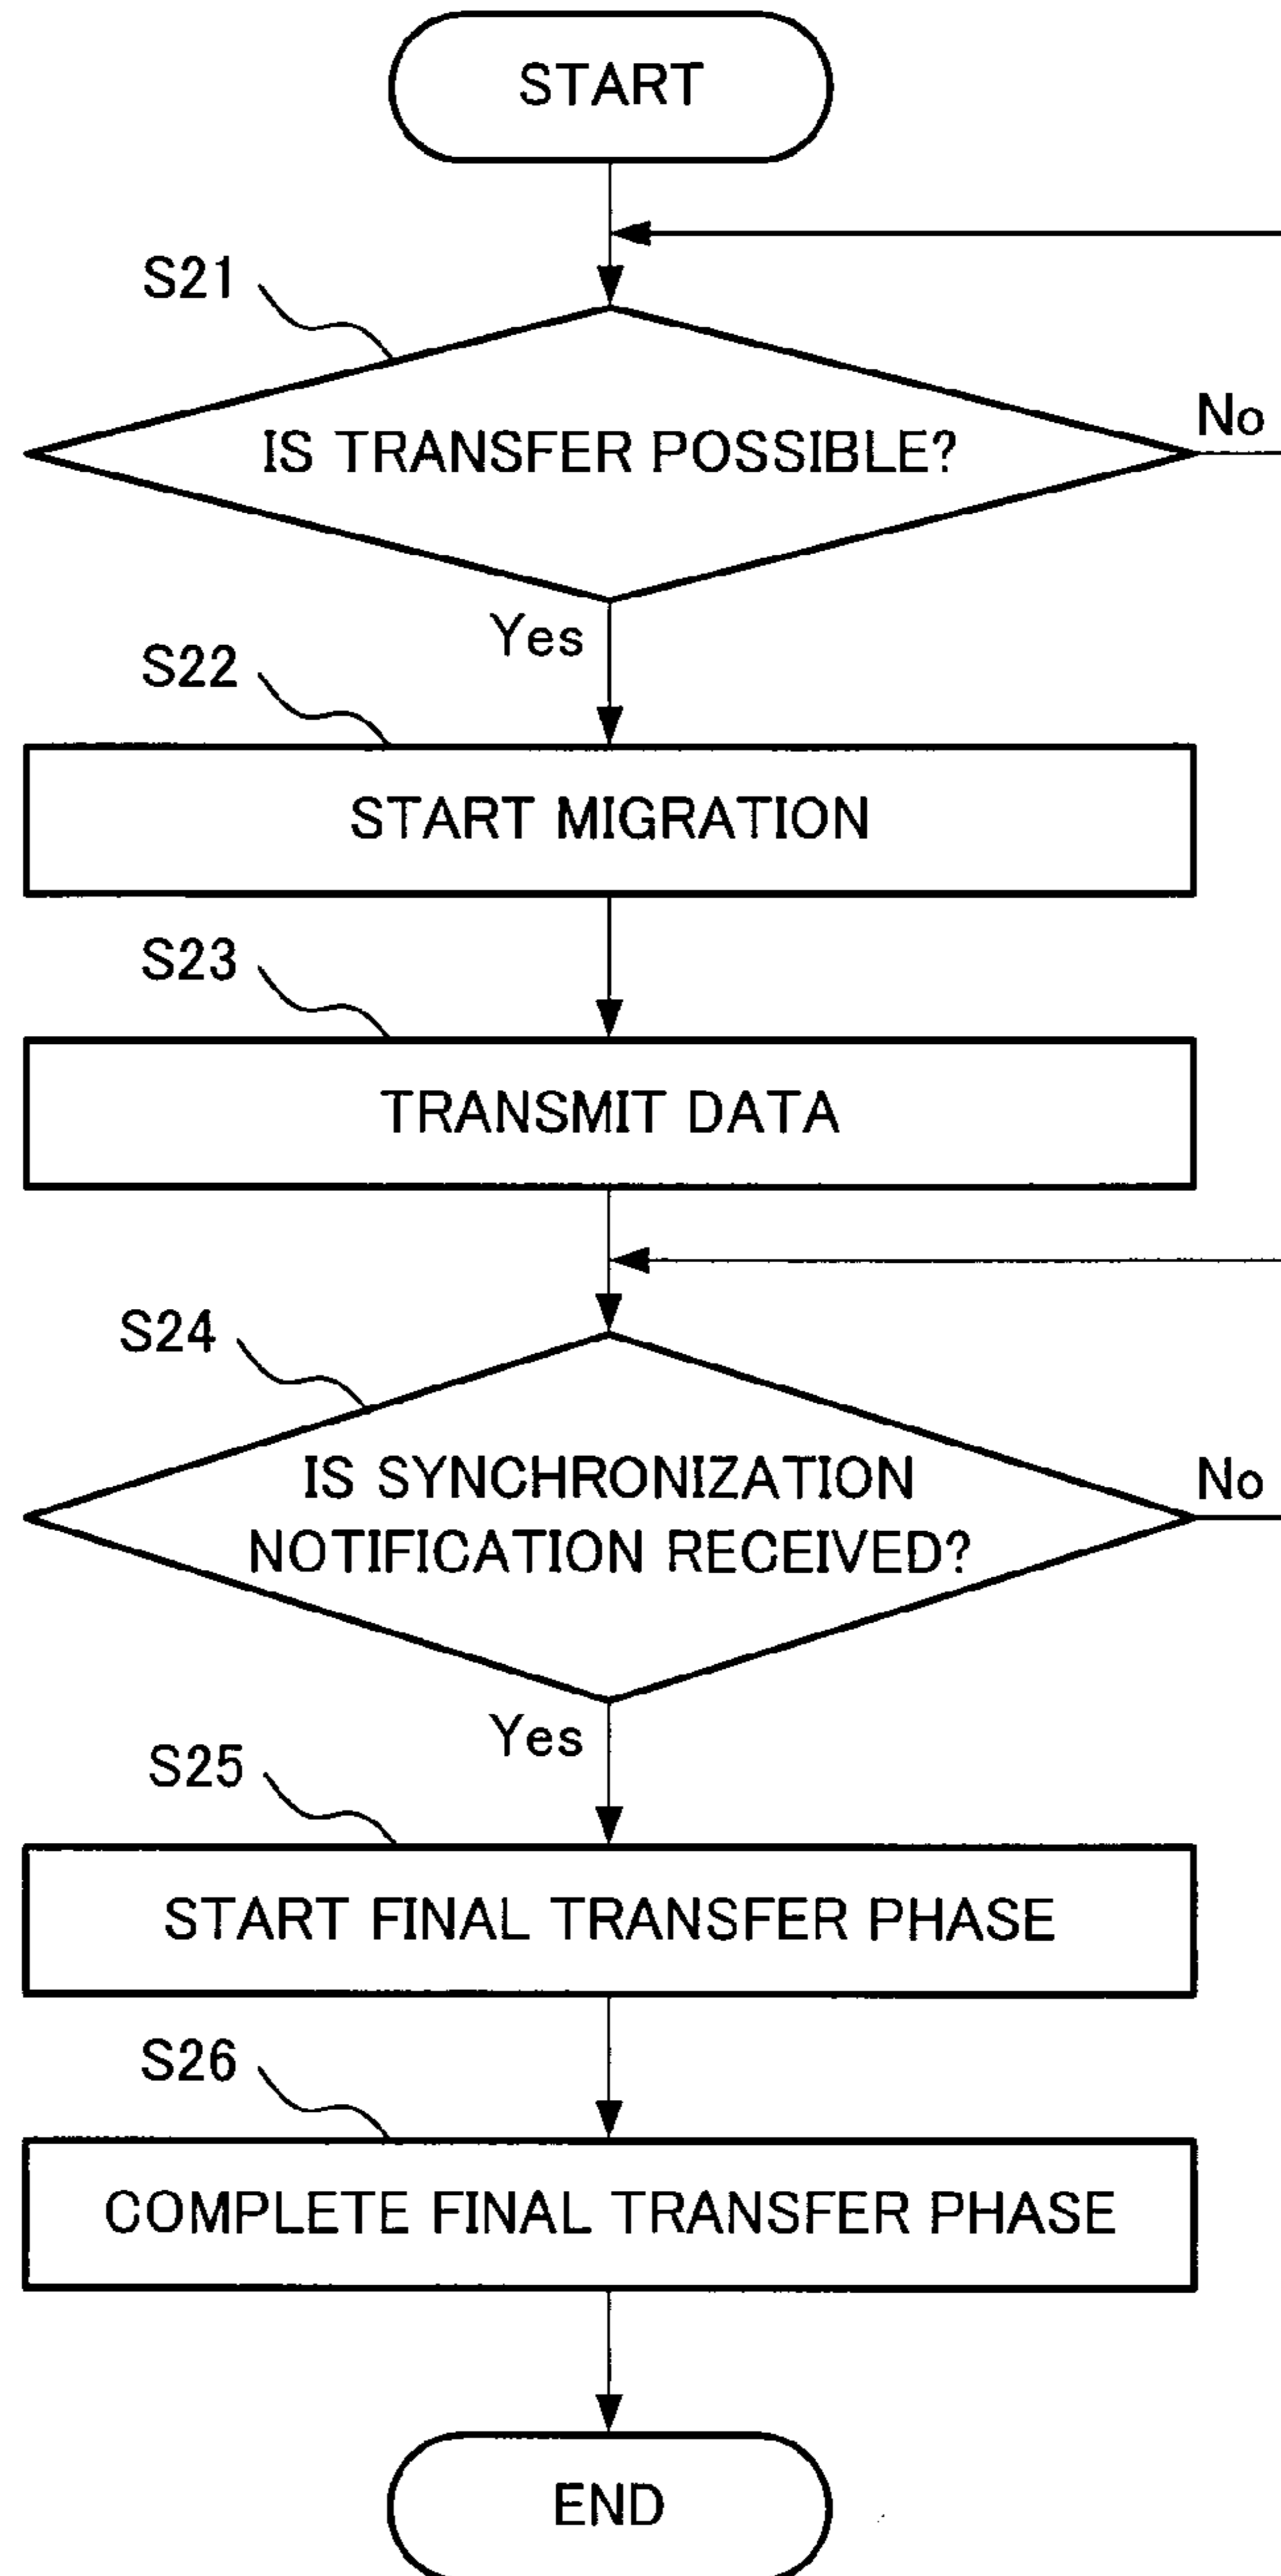 START
S21
IS TRANSFER POSSIBLE?
No
Yes
S22
START MIGRATION
S23
TRANSMIT DATA
S24
IS SYNCHRONIZATION
NOTIFICATION RECEIVED?
No
Yes
S25
START FINAL TRANSFER PHASE
S26
COMPLETE FINAL TRANSFER PHASE
END